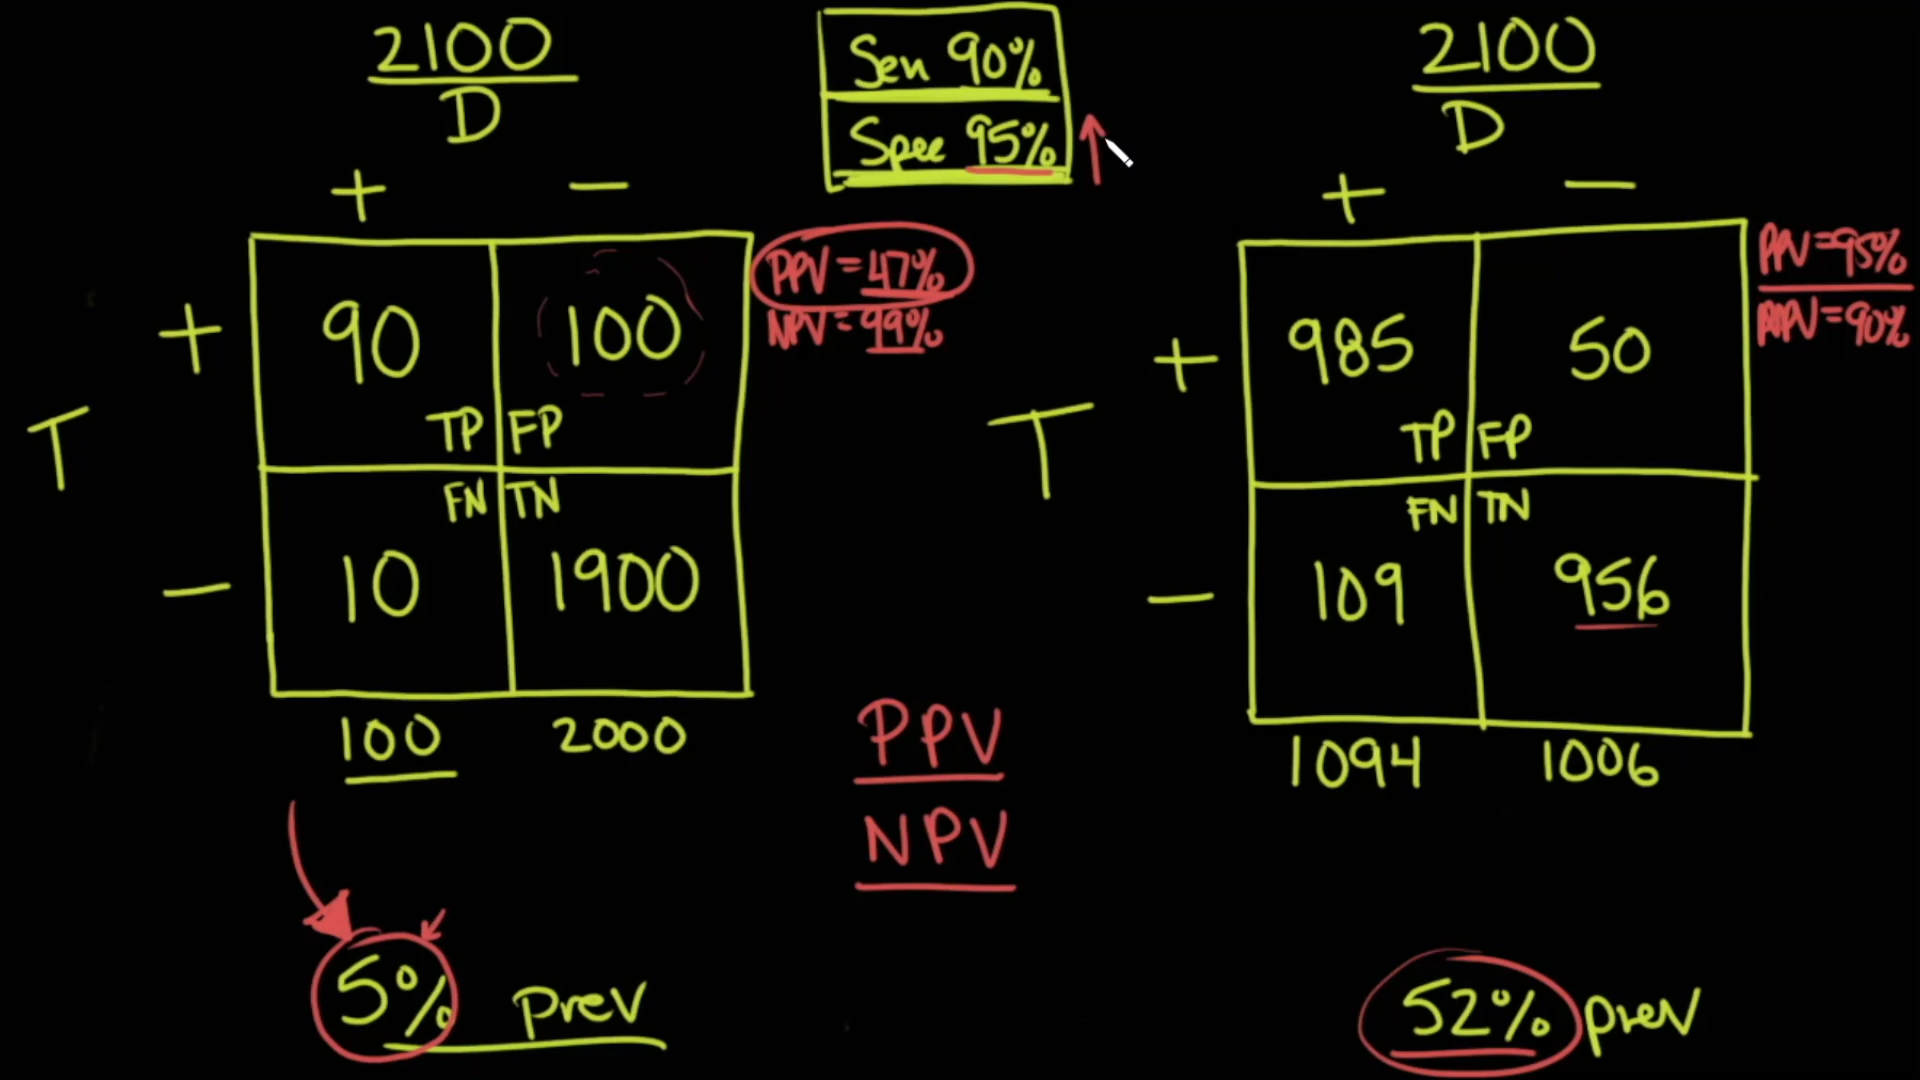 2100
D
+ −
T
+
90
100
TP FP
FN TN
−
10
1900
100
2000
5% prev
Sen 90%
Spec 95%
PPV = 47%
NPV = 99%
PPV
NPV
2100
D
+ −
T
+
985
50
TP FP
FN TN
−
109
956
1094
1006
PPV = 95%
NPV = 90%
52% prev